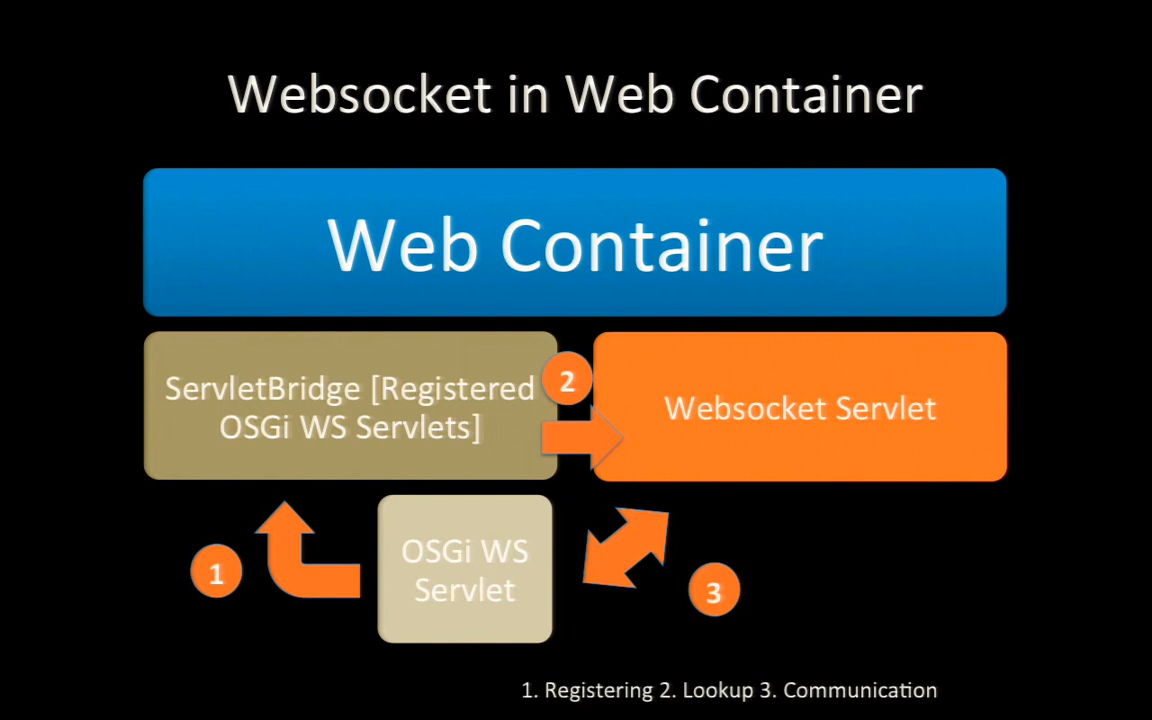 Websocket in Web Container
Web Container
ServletBridge [Registered
OSGi WS Servlets]
2
Websocket Servlet
1
OSGi WS
Servlet
3
1. Registering 2. Lookup 3. Communication